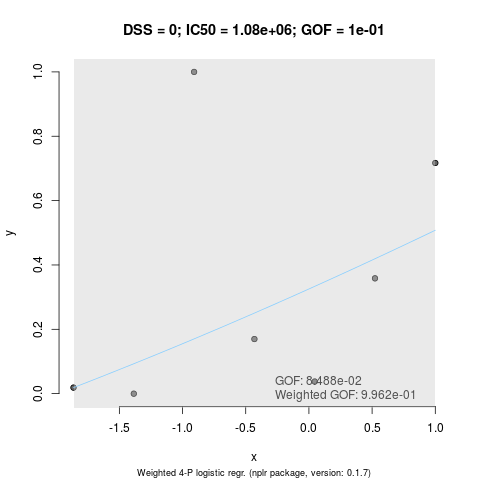 DSS = 0; IC50 = 1.08e+06; GOF = 1e-01
1.0
0.8
0.6
0.4
0.2
0.0
y
GOF: 8.488e-02
Weighted GOF: 9.962e-01
-1.5
-1.0
-0.5
0.0
0.5
1.0
x
Weighted 4-P logistic regr. (nplr package, version: 0.1.7)